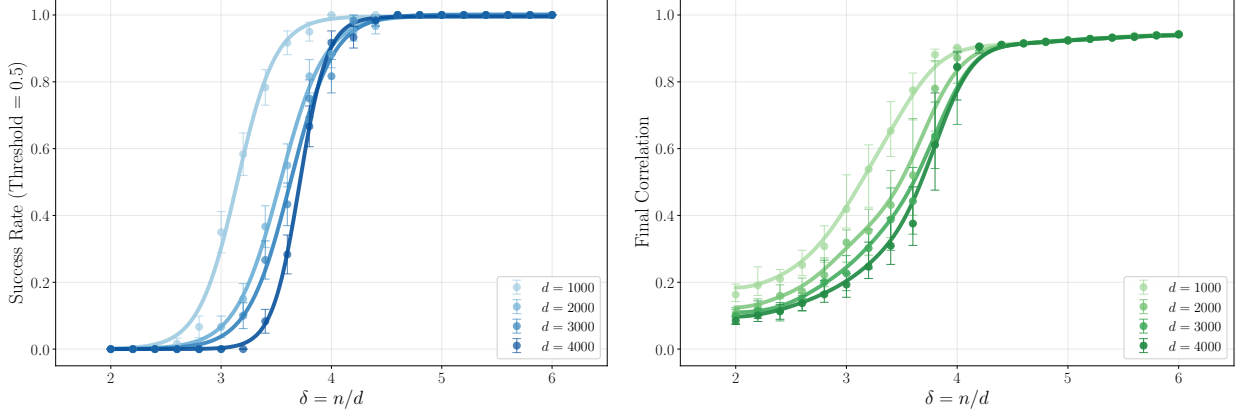 Success Rate (Threshold = 0.5)
1.0
0.8
0.6
0.4
0.2
0.0
2 3 4 5 6
δ = n/d
d = 1000
d = 2000
d = 3000
d = 4000
Final Correlation
1.0
0.8
0.6
0.4
0.2
0.0
2 3 4 5 6
δ = n/d
d = 1000
d = 2000
d = 3000
d = 4000